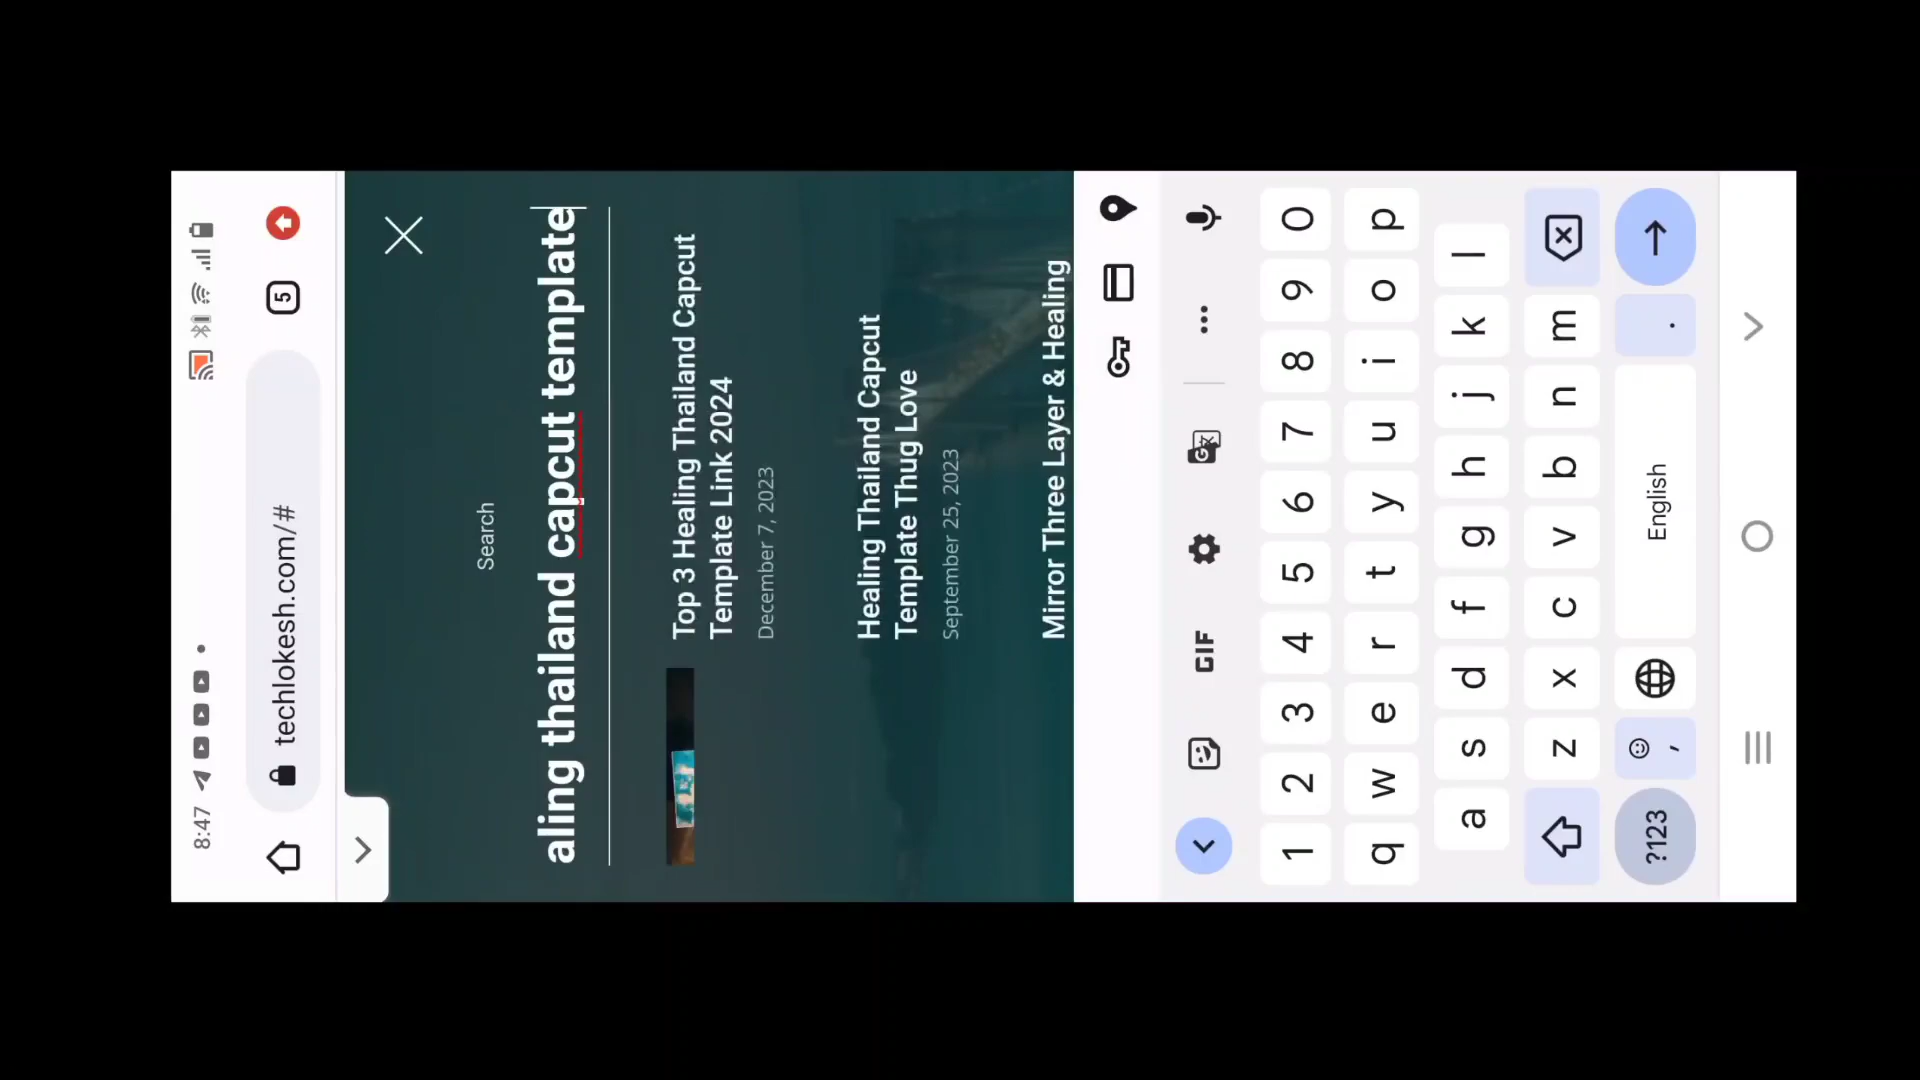 8:47
techlokesh.com/#
5
Search
aling thailand capcut template
Top 3 Healing Thailand Capcut
Template Link 2024
December 7, 2023
Healing Thailand Capcut
Template Thug Love
September 25, 2023
Mirror Three Layer & Healing
GIF
1 2 3 4 5 6 7 8 9 0
q w e r t y u i o p
a s d f g h j k l
z x c v b n m
?123 , English .